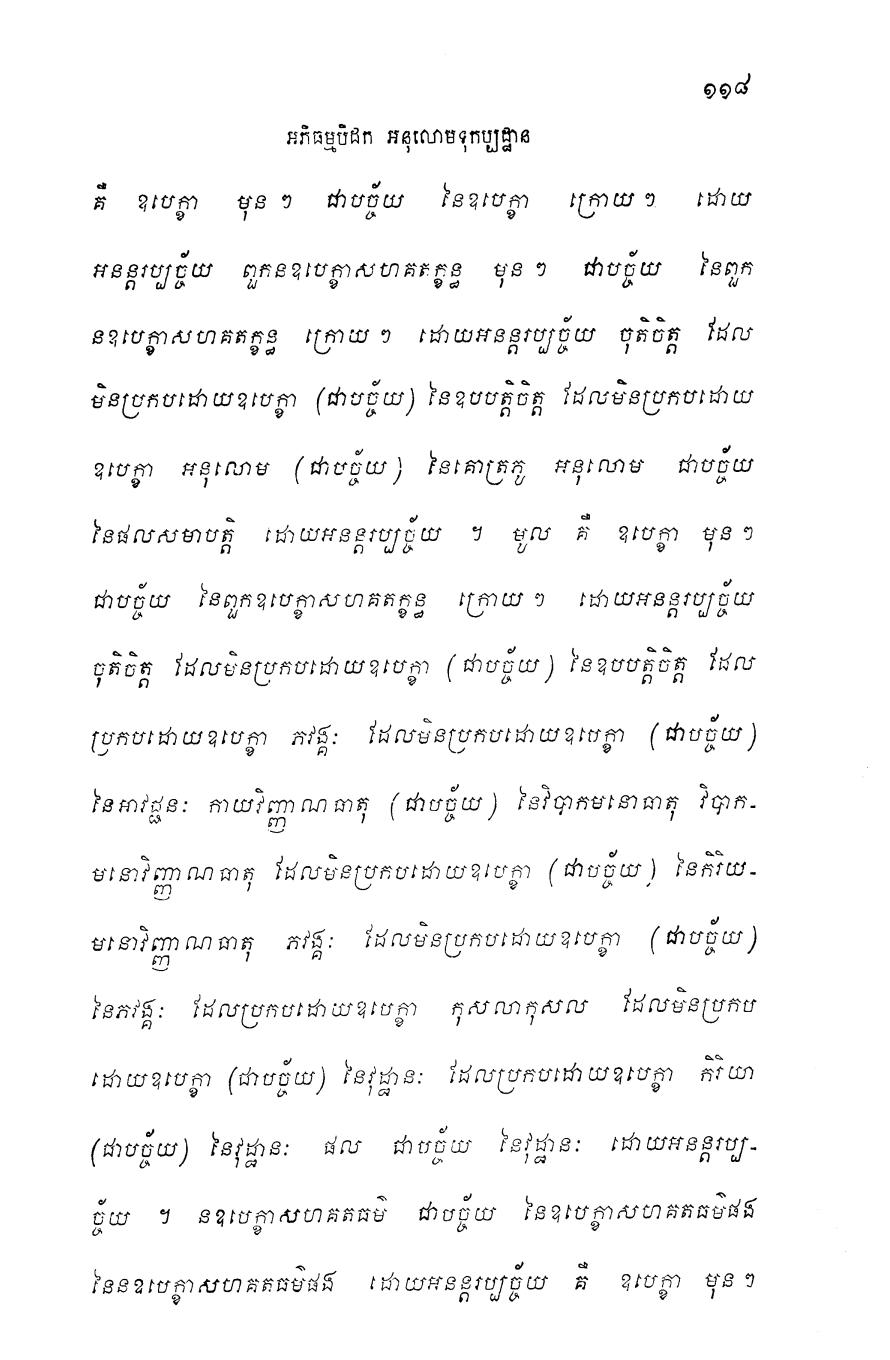 ១១៨
អភិធម្មបិដក អនុលោមទុកប្បដ្ឋាន
គឺ ឧបេក្ខា មុន ៗ ជាបច្ច័យ នៃឧបេក្ខា ក្រោយ ៗ ដោយ
អនន្តរប្បច្ច័យ ពួកនឧបេក្ខាសហគតក្ខន្ធ មុន ៗ ជាបច្ច័យ នៃពួក
នឧបេក្ខាសហគតក្ខន្ធ ក្រោយ ៗ ដោយអនន្តរប្បច្ច័យ ចុតិចិត្ត ដែល
មិនប្រកបដោយឧបេក្ខា (ជាបច្ច័យ) នៃឧបបត្តិចិត្ត ដែលមិនប្រកបដោយ
ឧបេក្ខា អនុលោម (ជាបច្ច័យ) នៃគោត្រភូ អនុលោម ជាបច្ច័យ
នៃផលសមាបត្តិ ដោយអនន្តរប្បច្ច័យ ។ មូល គឺ ឧបេក្ខា មុន ៗ
ជាបច្ច័យ នៃពួកឧបេក្ខាសហគតក្ខន្ធ ក្រោយ ៗ ដោយអនន្តរប្បច្ច័យ
ចុតិចិត្ត ដែលមិនប្រកបដោយឧបេក្ខា (ជាបច្ច័យ) នៃឧបបត្តិចិត្ត ដែល
ប្រកបដោយឧបេក្ខា ភវង្គៈ ដែលមិនប្រកបដោយឧបេក្ខា (ជាបច្ច័យ)
នៃអាវជ្ជនៈ កាយវិញ្ញាណធាតុ (ជាបច្ច័យ) នៃវិបាកមនោធាតុ វិបាក-
មនោវិញ្ញាណធាតុ ដែលមិនប្រកបដោយឧបេក្ខា (ជាបច្ច័យ) នៃកិរិយ-
មនោវិញ្ញាណធាតុ ភវង្គៈ ដែលមិនប្រកបដោយឧបេក្ខា (ជាបច្ច័យ)
នៃភវង្គៈ ដែលប្រកបដោយឧបេក្ខា កុសលាកុសល ដែលមិនប្រកប
ដោយឧបេក្ខា (ជាបច្ច័យ) នៃវុដ្ឋានៈ ដែលប្រកបដោយឧបេក្ខា កិរិយា
(ជាបច្ច័យ) នៃវុដ្ឋានៈ ផល ជាបច្ច័យ នៃវុដ្ឋានៈ ដោយអនន្តរប្ប-
ច្ច័យ ។ នឧបេក្ខាសហគតធម៌ ជាបច្ច័យ នៃឧបេក្ខាសហគតធម៌ផង
នៃនឧបេក្ខាសហគតធម៌ផង ដោយអនន្តរប្បច្ច័យ គឺ ឧបេក្ខា មុន ៗ